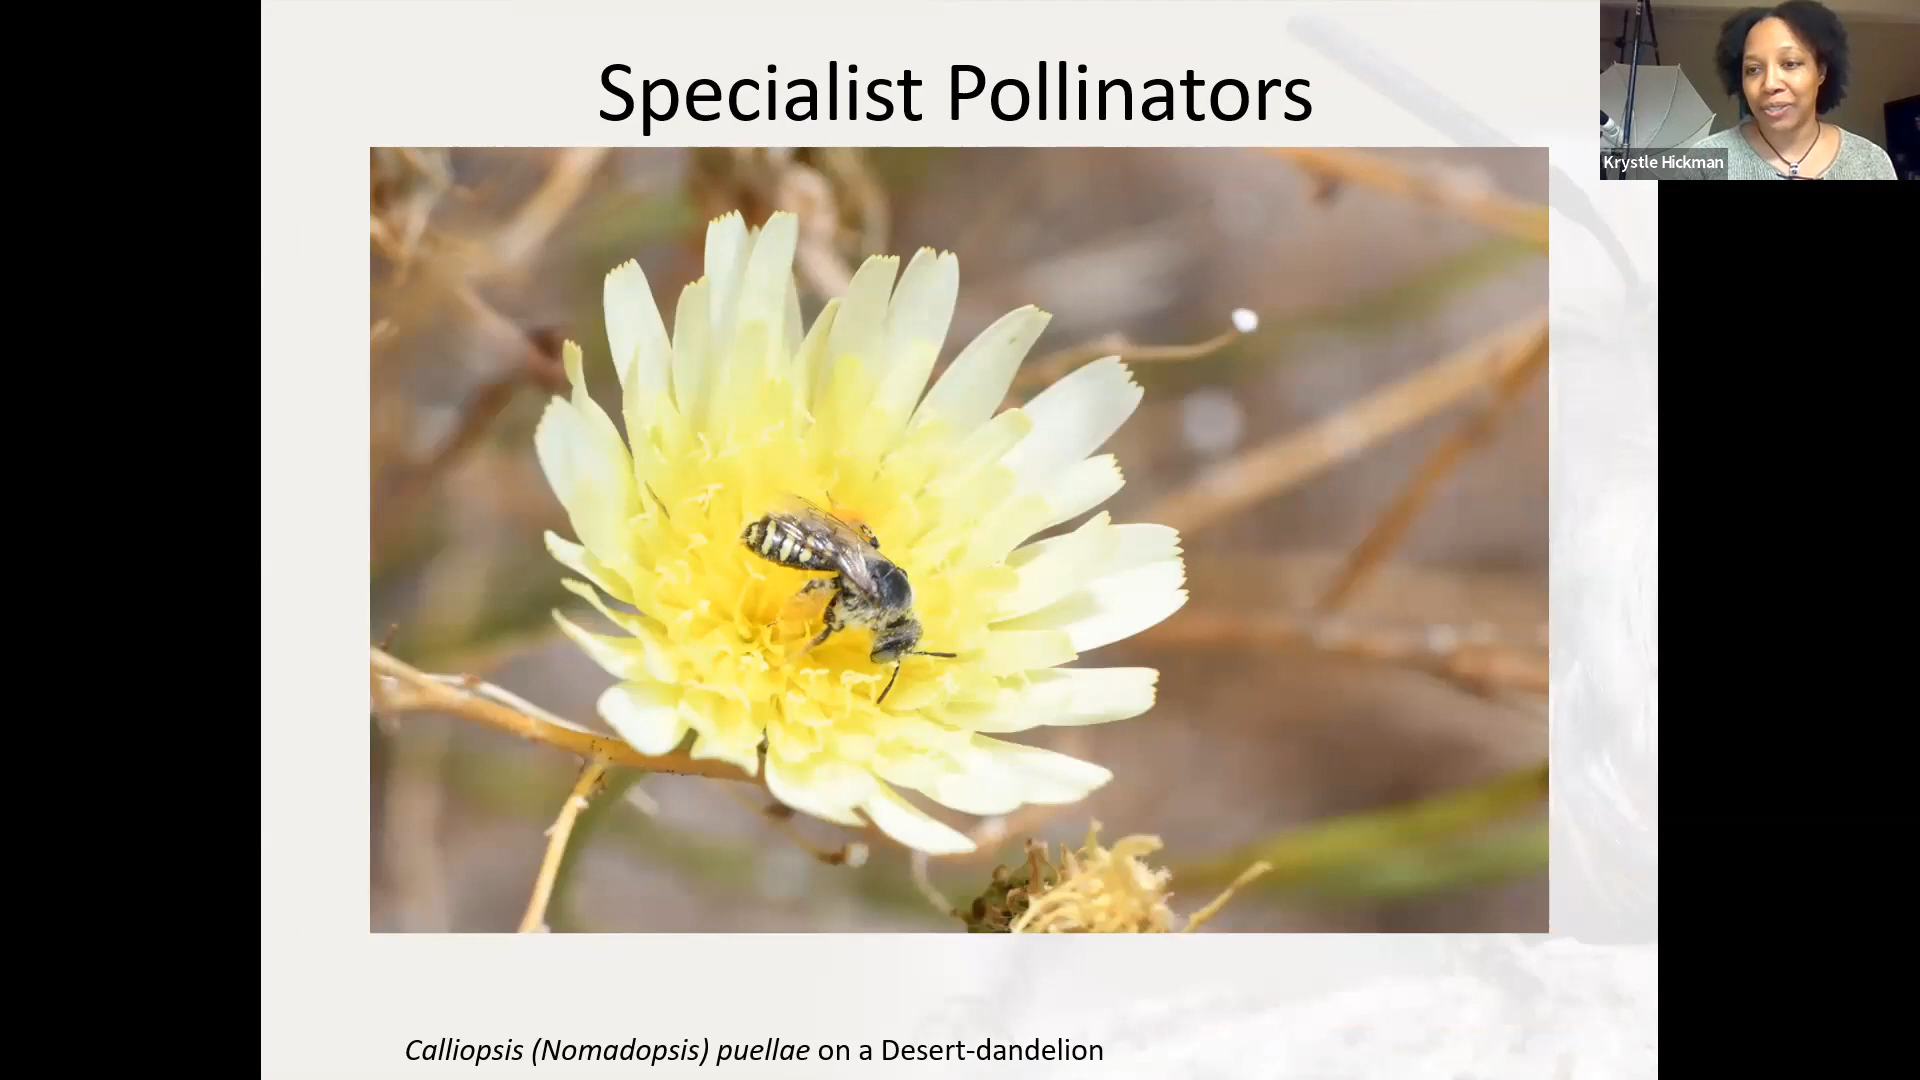 Specialist Pollinators
Krystle Hickman
Calliopsis (Nomadopsis) puellae on a Desert-dandelion